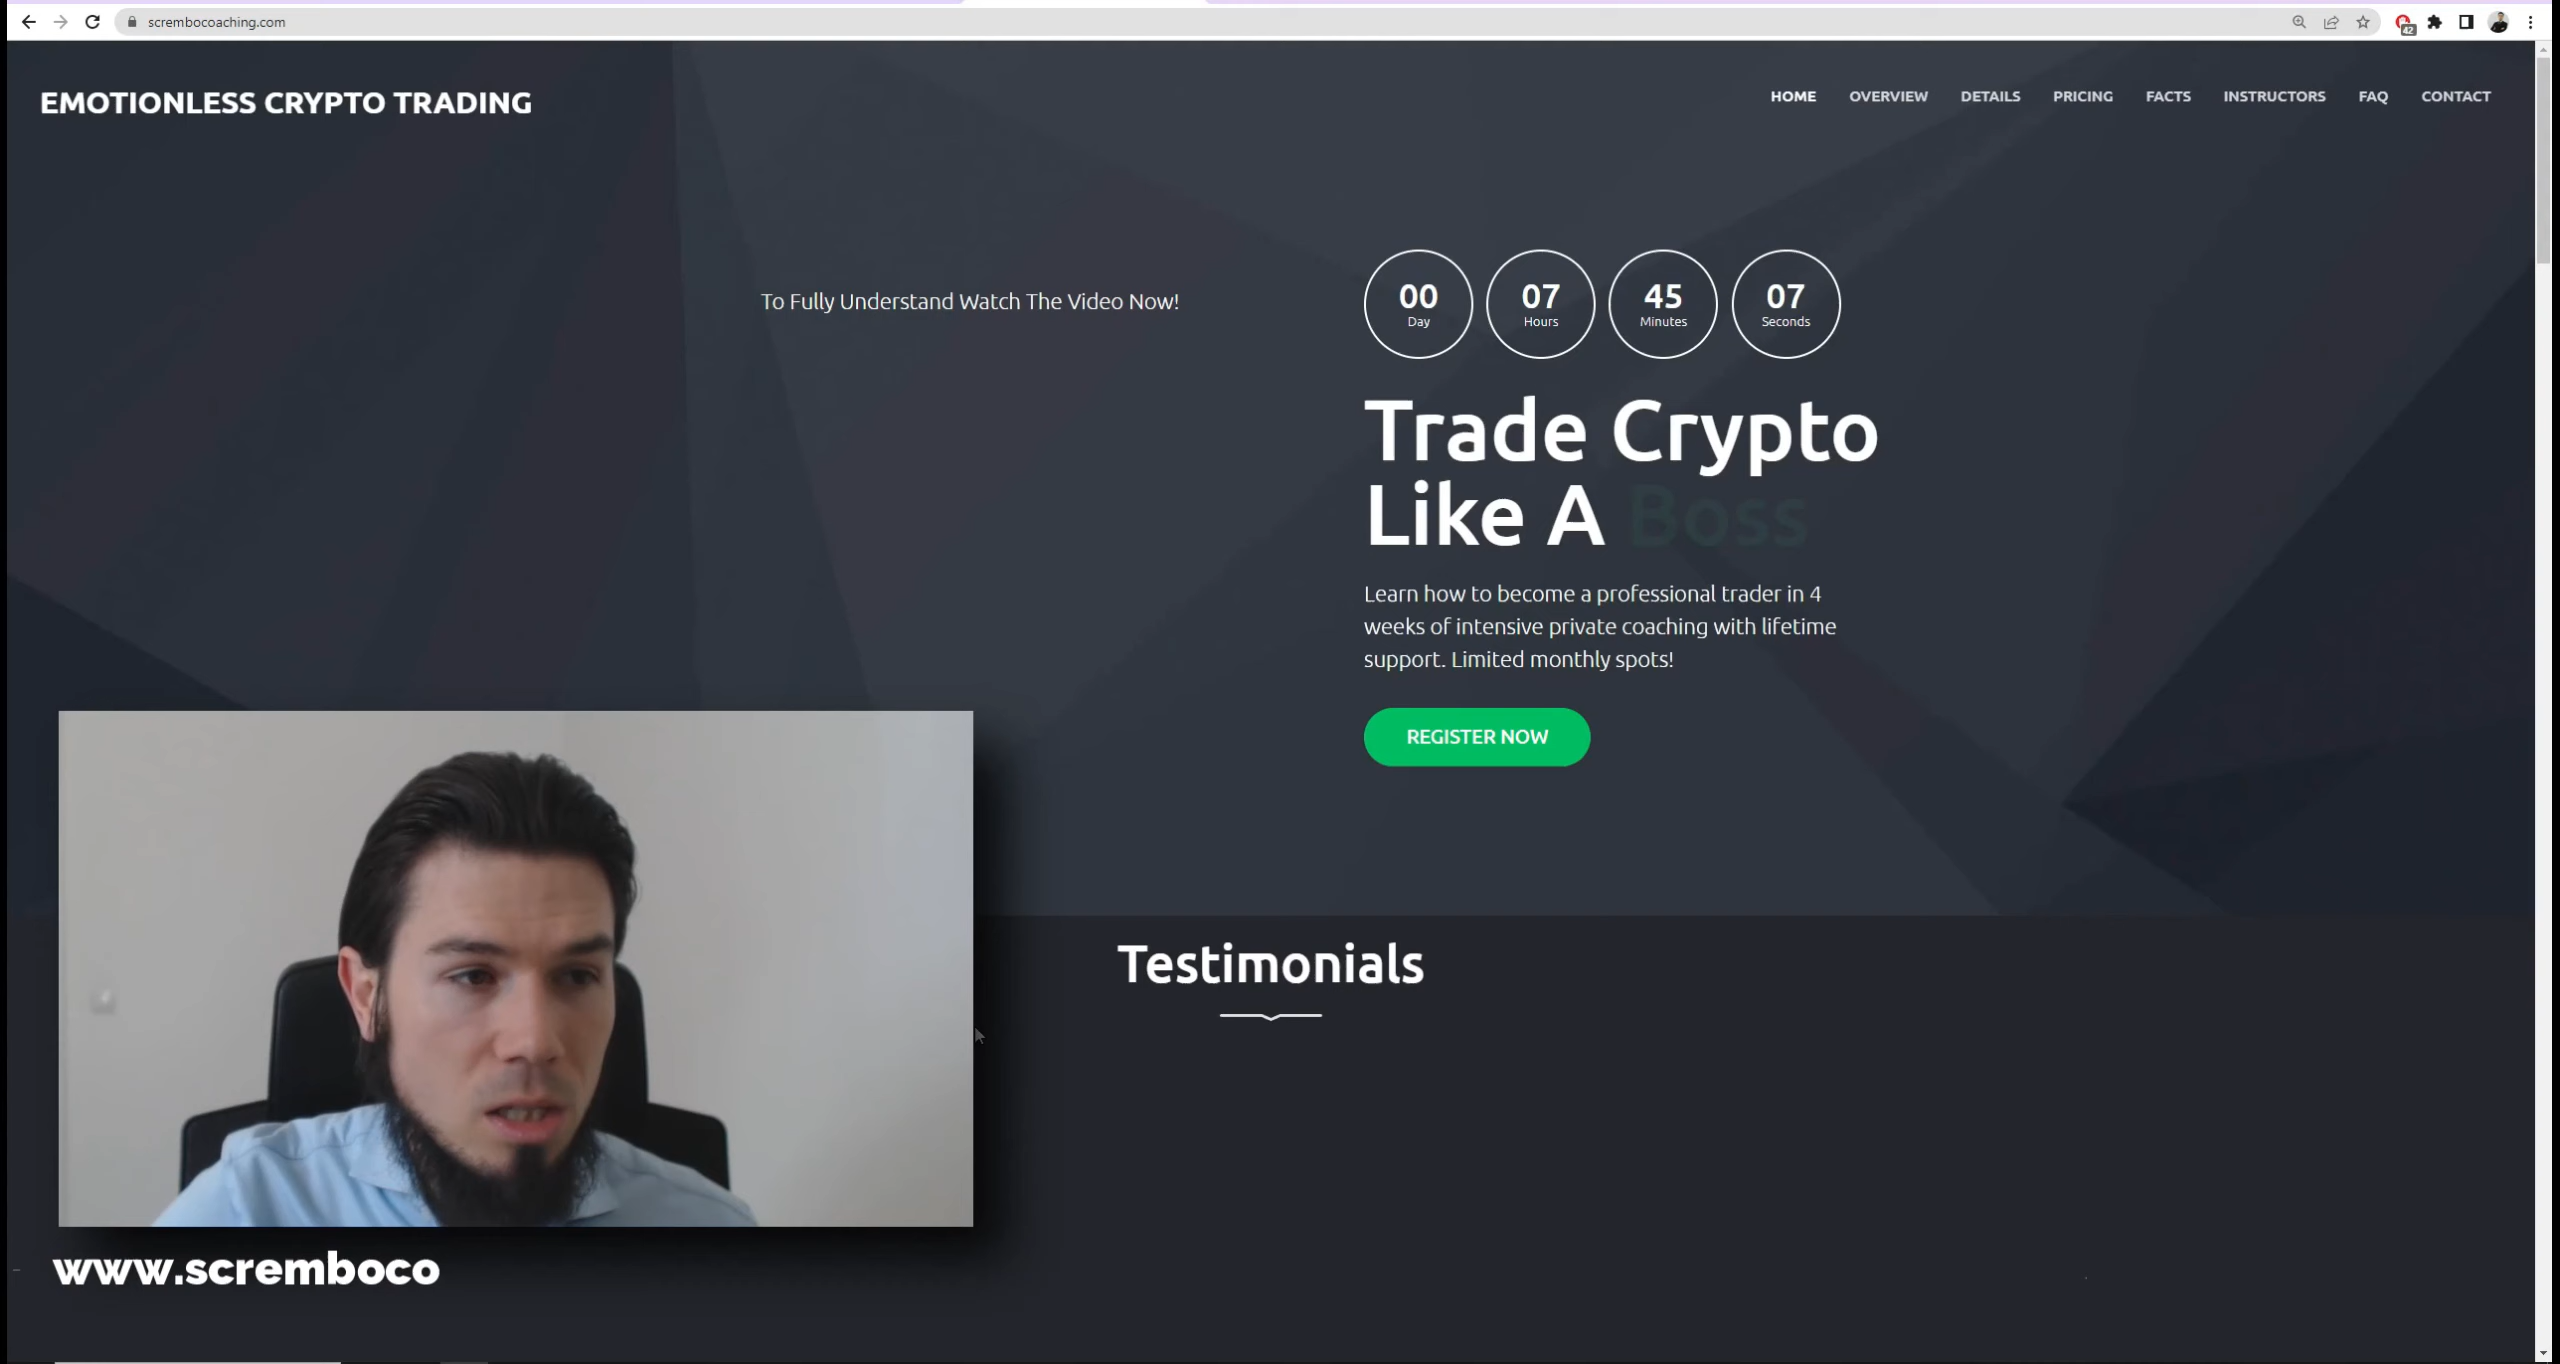 scrembocoaching.com
42
EMOTIONLESS CRYPTO TRADING
HOME OVERVIEW DETAILS PRICING FACTS INSTRUCTORS FAQ CONTACT
To Fully Understand Watch The Video Now!
00 07 45 07
Day Hours Minutes Seconds
Trade Crypto
Like A Boss
Learn how to become a professional trader in 4
weeks of intensive private coaching with lifetime
support. Limited monthly spots!
REGISTER NOW
Testimonials
www.scremboco